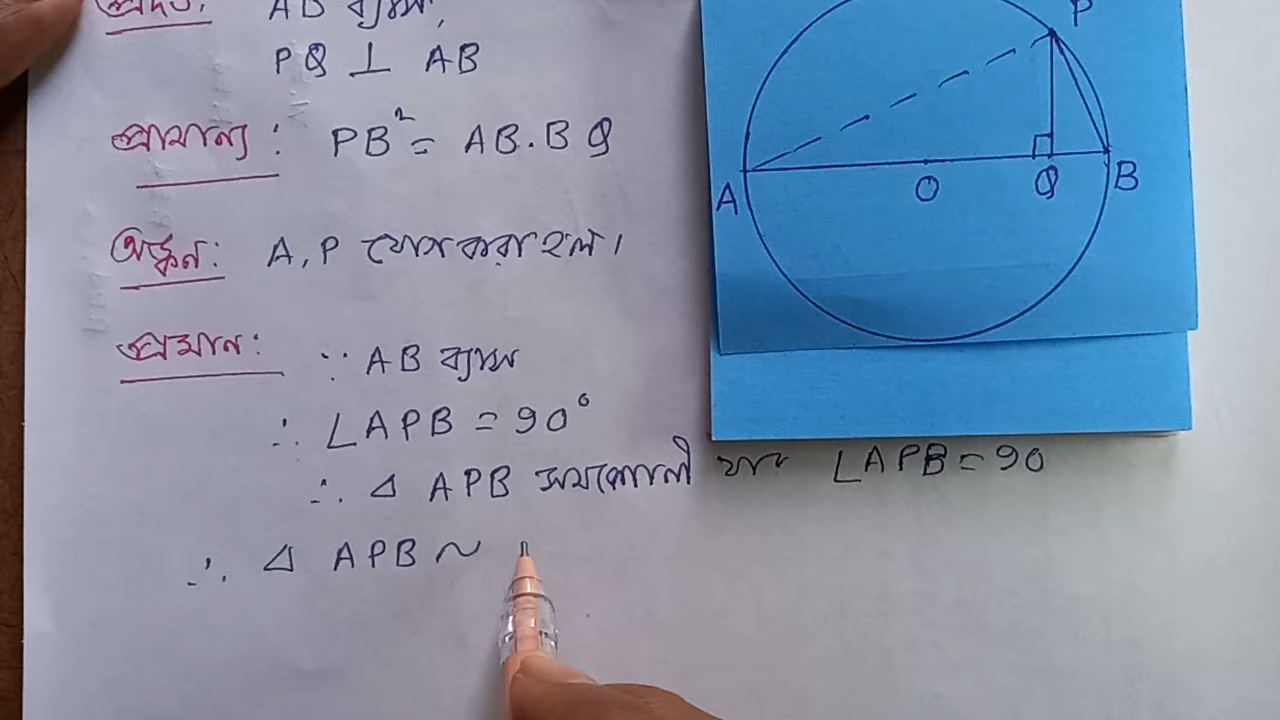 প্রদত্ত: AB ব্যাস,
PQ ⊥ AB
প্রামান্য: PB² = AB.BQ
অঙ্কন: A,P যোগ করা হল।
প্রমান: ∵ AB ব্যাস
∴ ∠APB = 90°
∴ Δ APB সমকোণী যার ∠APB = 90
∴ Δ APB ~
P
A
O
Q
B